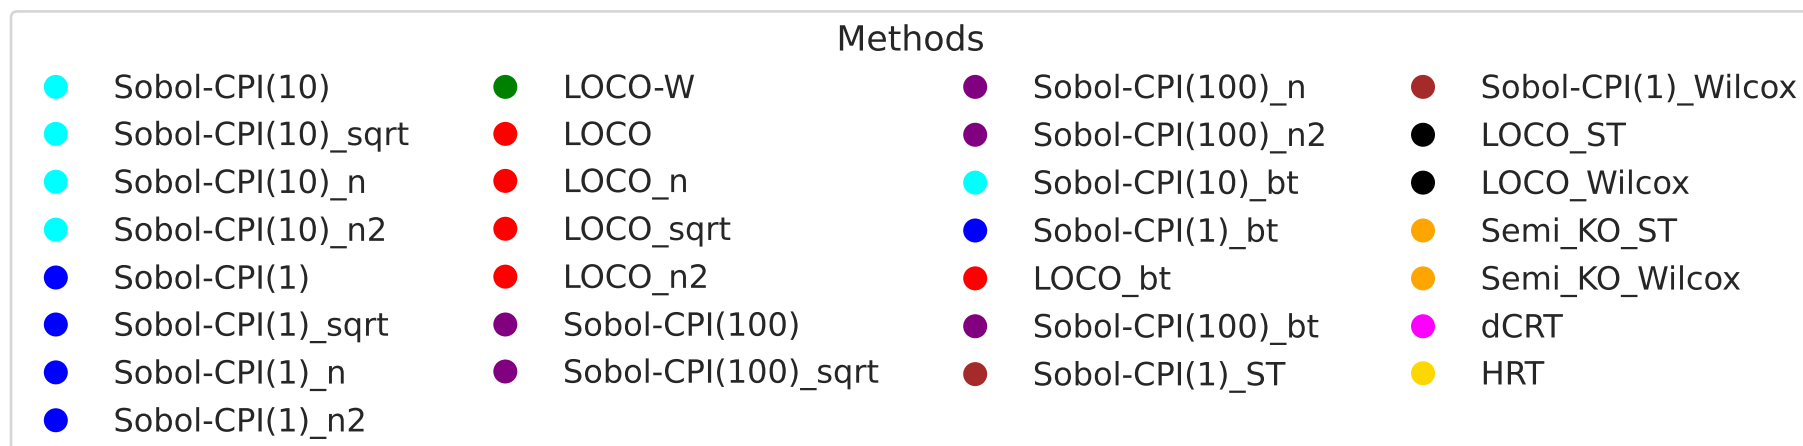 Methods
Sobol-CPI(10)
Sobol-CPI(10)_sqrt
Sobol-CPI(10)_n
Sobol-CPI(10)_n2
Sobol-CPI(1)
Sobol-CPI(1)_sqrt
Sobol-CPI(1)_n
Sobol-CPI(1)_n2
LOCO-W
LOCO
LOCO_n
LOCO_sqrt
LOCO_n2
Sobol-CPI(100)
Sobol-CPI(100)_sqrt
Sobol-CPI(100)_n
Sobol-CPI(100)_n2
Sobol-CPI(10)_bt
Sobol-CPI(1)_bt
LOCO_bt
Sobol-CPI(100)_bt
Sobol-CPI(1)_ST
Sobol-CPI(1)_Wilcox
LOCO_ST
LOCO_Wilcox
Semi_KO_ST
Semi_KO_Wilcox
dCRT
HRT